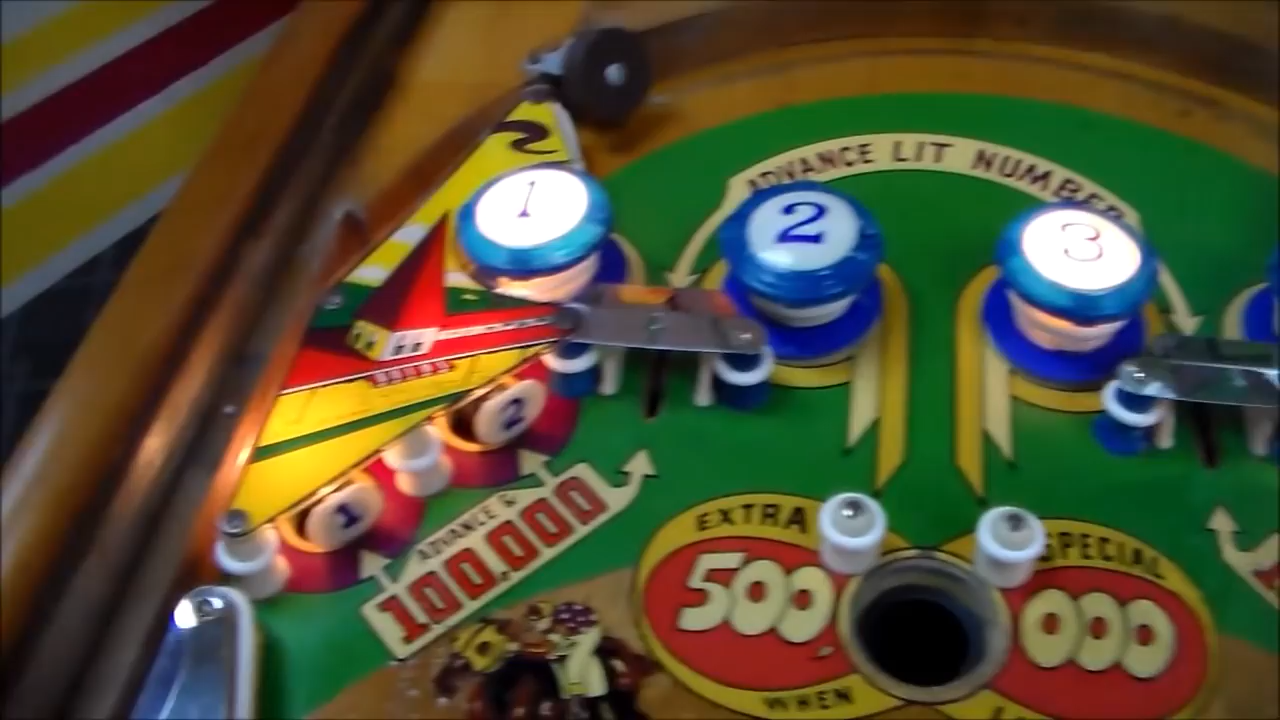 ADVANCE LIT NUMBER
1
2
3
2
1
ADVANCE &
100,000
EXTRA
SPECIAL
500,000
WHEN